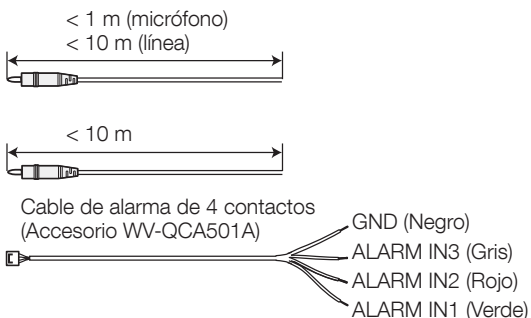 < 1 m (micrófono)
< 10 m (línea)
< 10 m
Cable de alarma de 4 contactos
(Accesorio WV-QCA501A)
GND (Negro)
ALARM IN3 (Gris)
ALARM IN2 (Rojo)
ALARM IN1 (Verde)